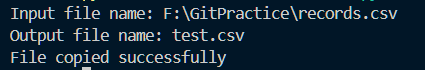 Input file name: F:\GitPractice\records.csv
Output file name: test.csv
File copied successfully